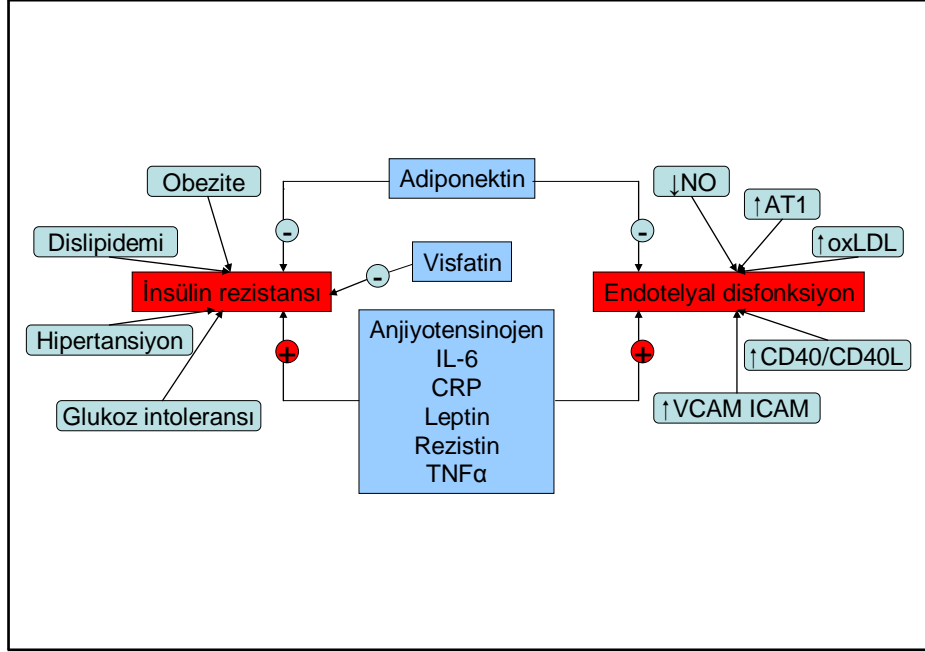 Obezite
Adiponektin
↓NO
↑AT1
-
-
Dislipidemi
↑oxLDL
Visfatin
-
İnsülin rezistansı
Endotelyal disfonksiyon
Hipertansiyon
Anjiyotensinojen
IL-6
CRP
Leptin
Rezistin
TNFα
+
+
↑CD40/CD40L
Glukoz intoleransı
↑VCAM ICAM